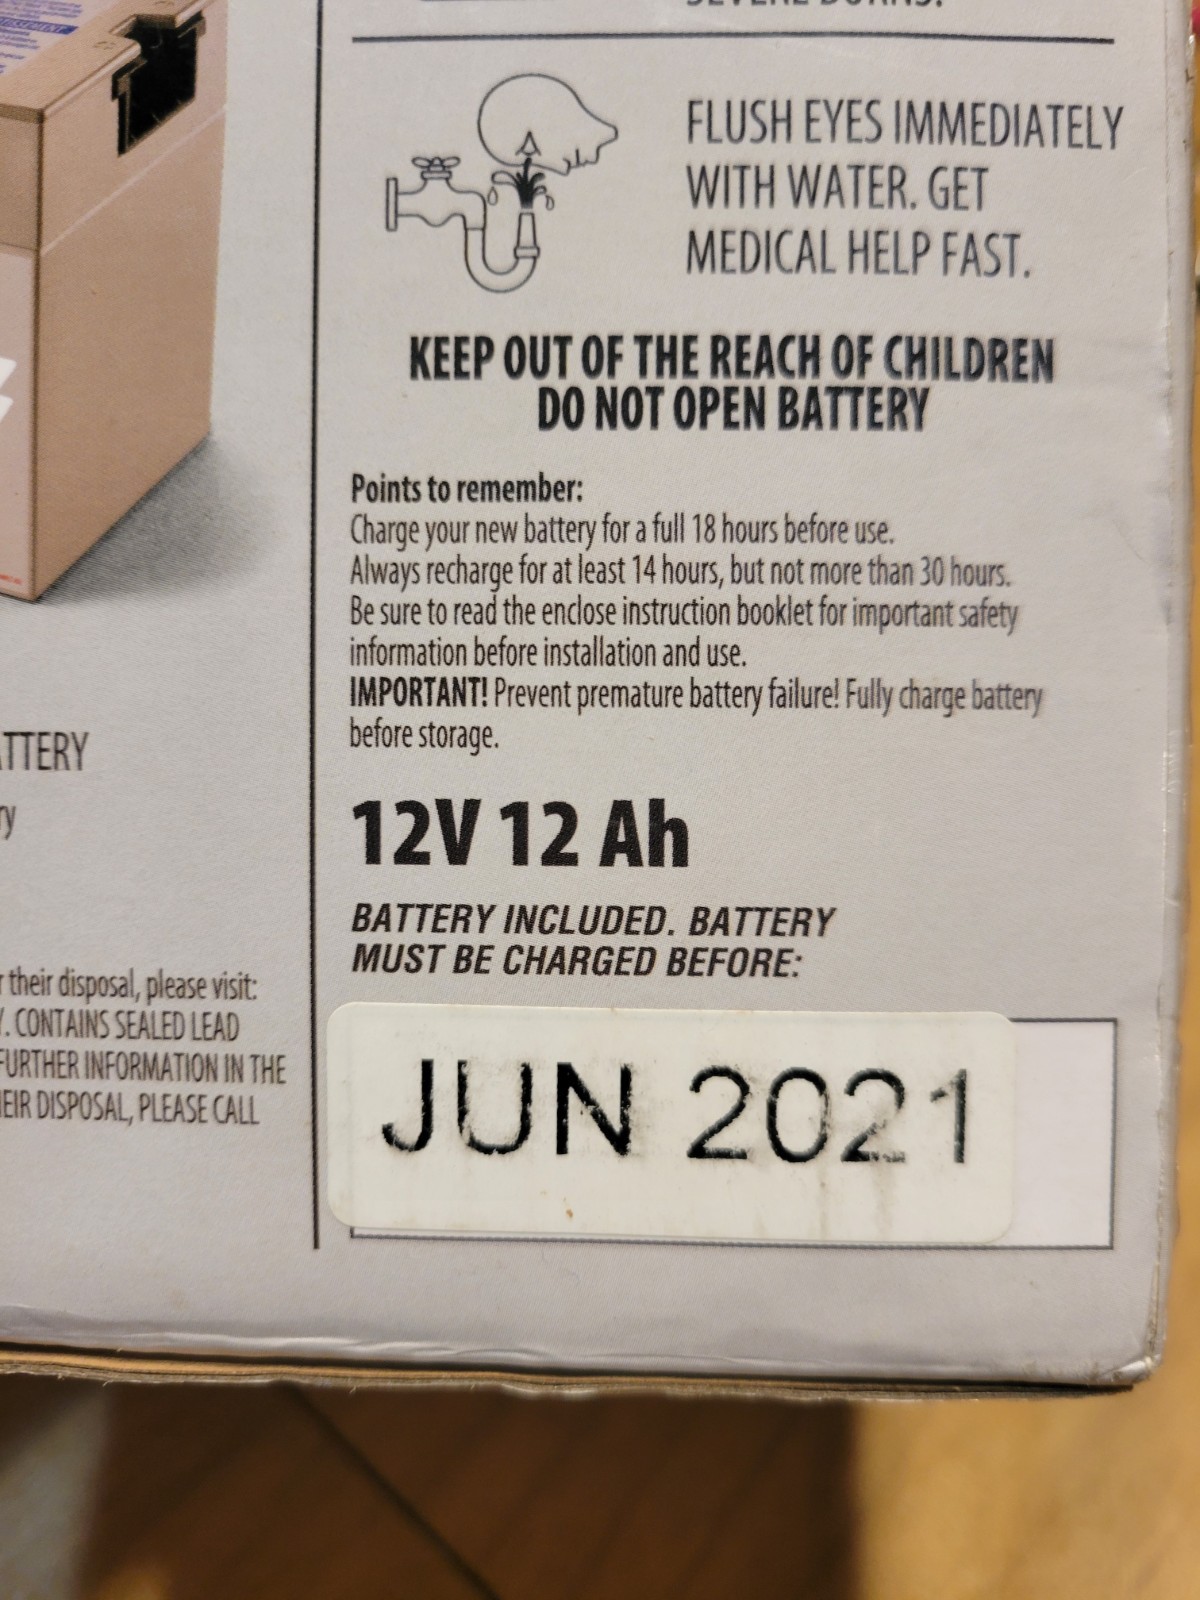 FLUSH EYES IMMEDIATELY
WITH WATER. GET
MEDICAL HELP FAST.
KEEP OUT OF THE REACH OF CHILDREN
DO NOT OPEN BATTERY
Points to remember:
Charge your new battery for a full 18 hours before use.
Always recharge for at least 14 hours, but not more than 30 hours.
Be sure to read the enclose instruction booklet for important safety
information before installation and use.
IMPORTANT! Prevent premature battery failure! Fully charge battery
before storage.
12V 12 Ah
BATTERY INCLUDED. BATTERY
MUST BE CHARGED BEFORE:
JUN 2021
their disposal, please visit:
CONTAINS SEALED LEAD
FURTHER INFORMATION IN THE
DISPOSAL, PLEASE CALL